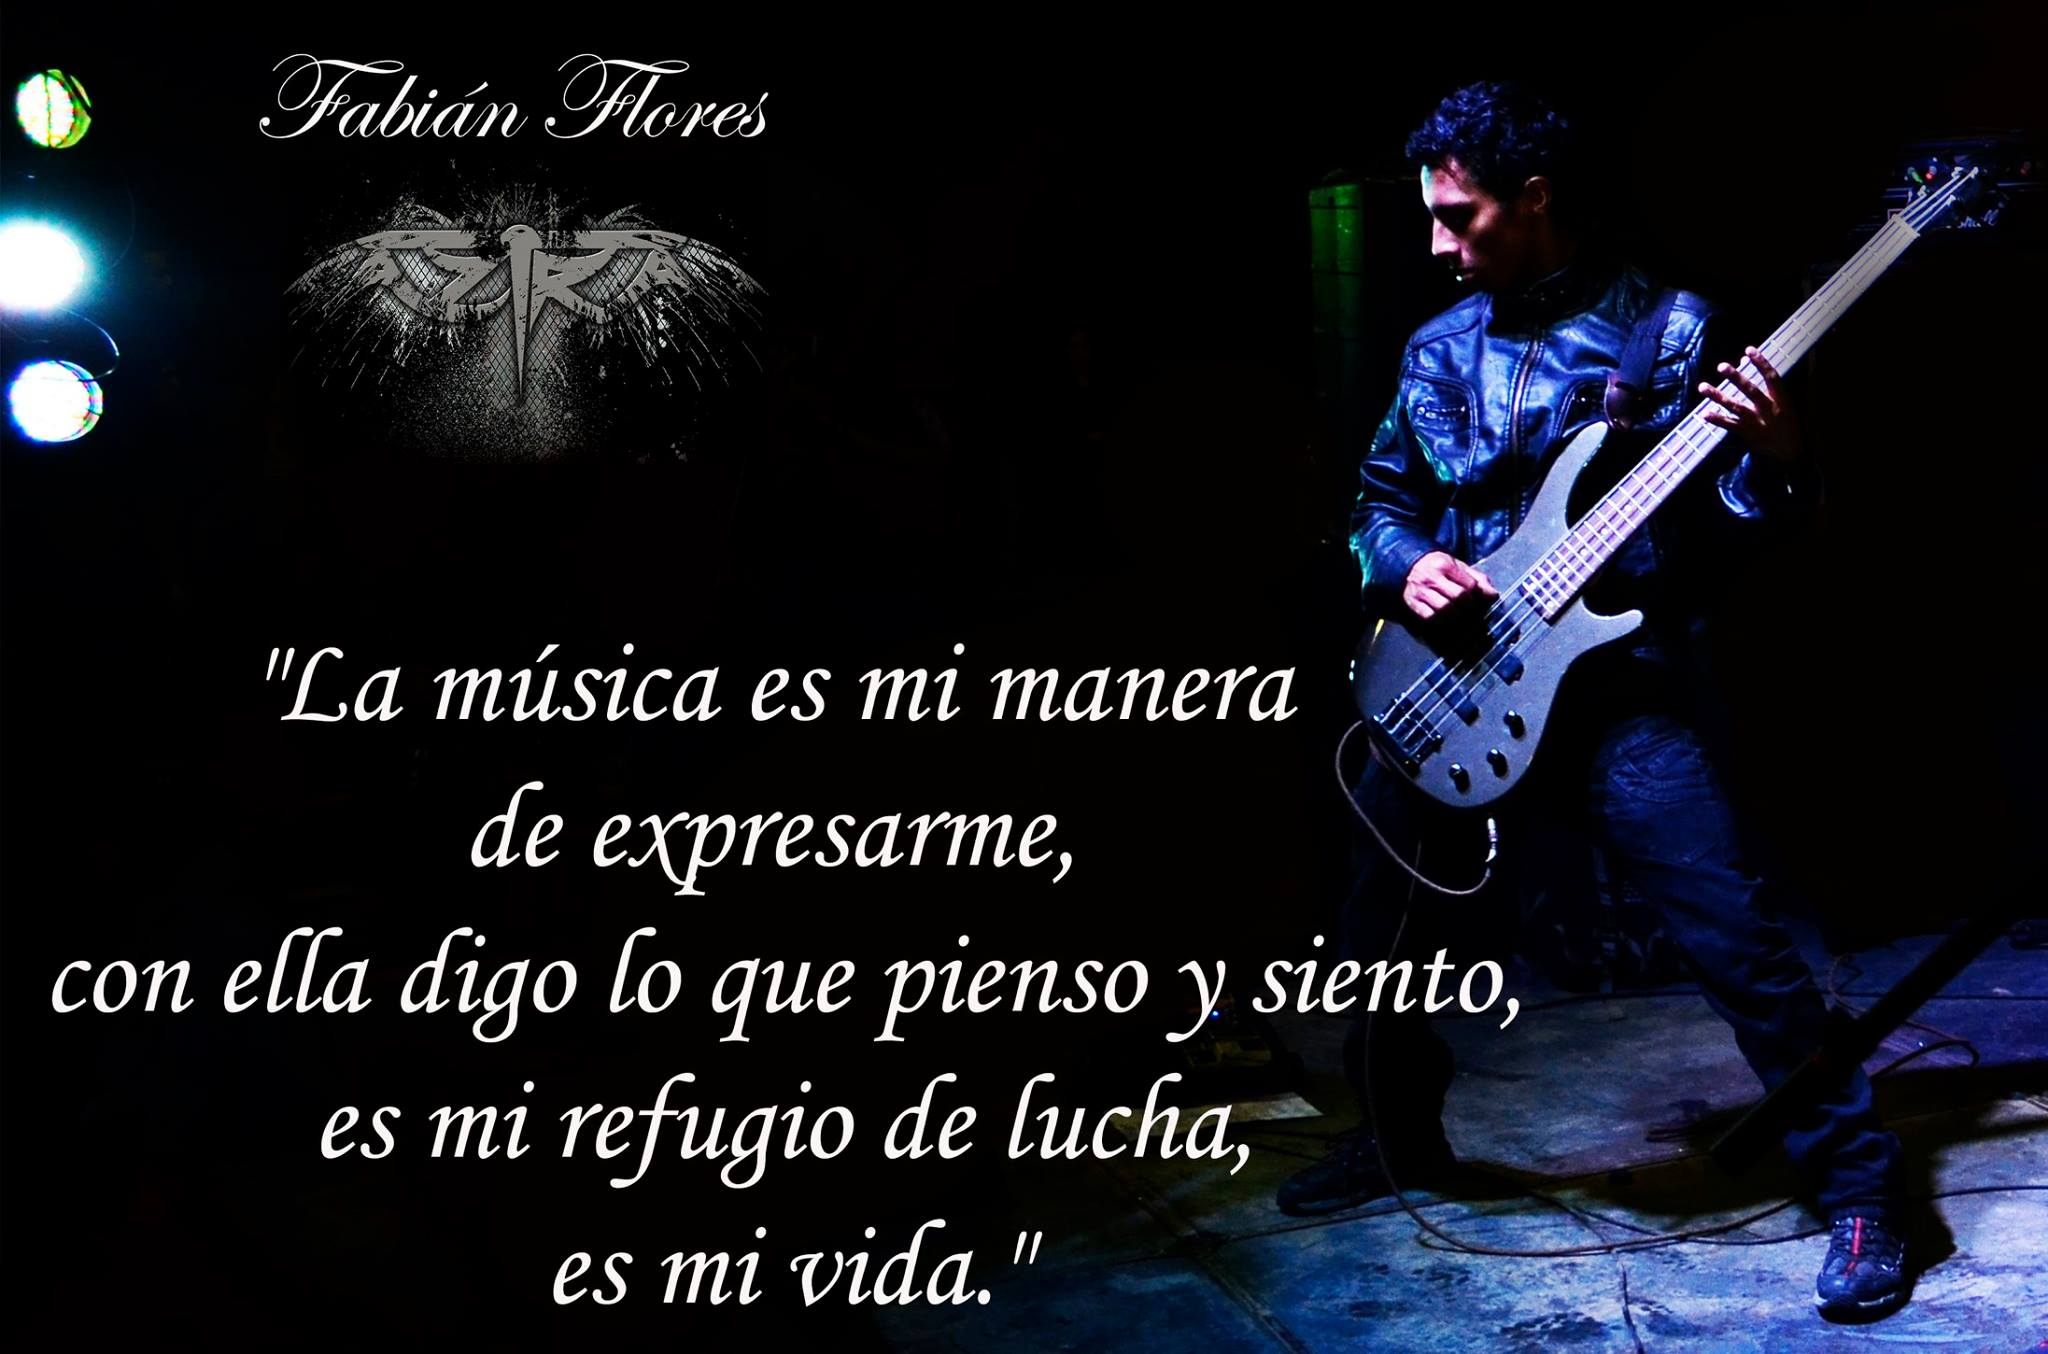 Fabián Flores
"La música es mi manera
de expresarme,
con ella digo lo que pienso y siento,
es mi refugio de lucha,
es mi vida."